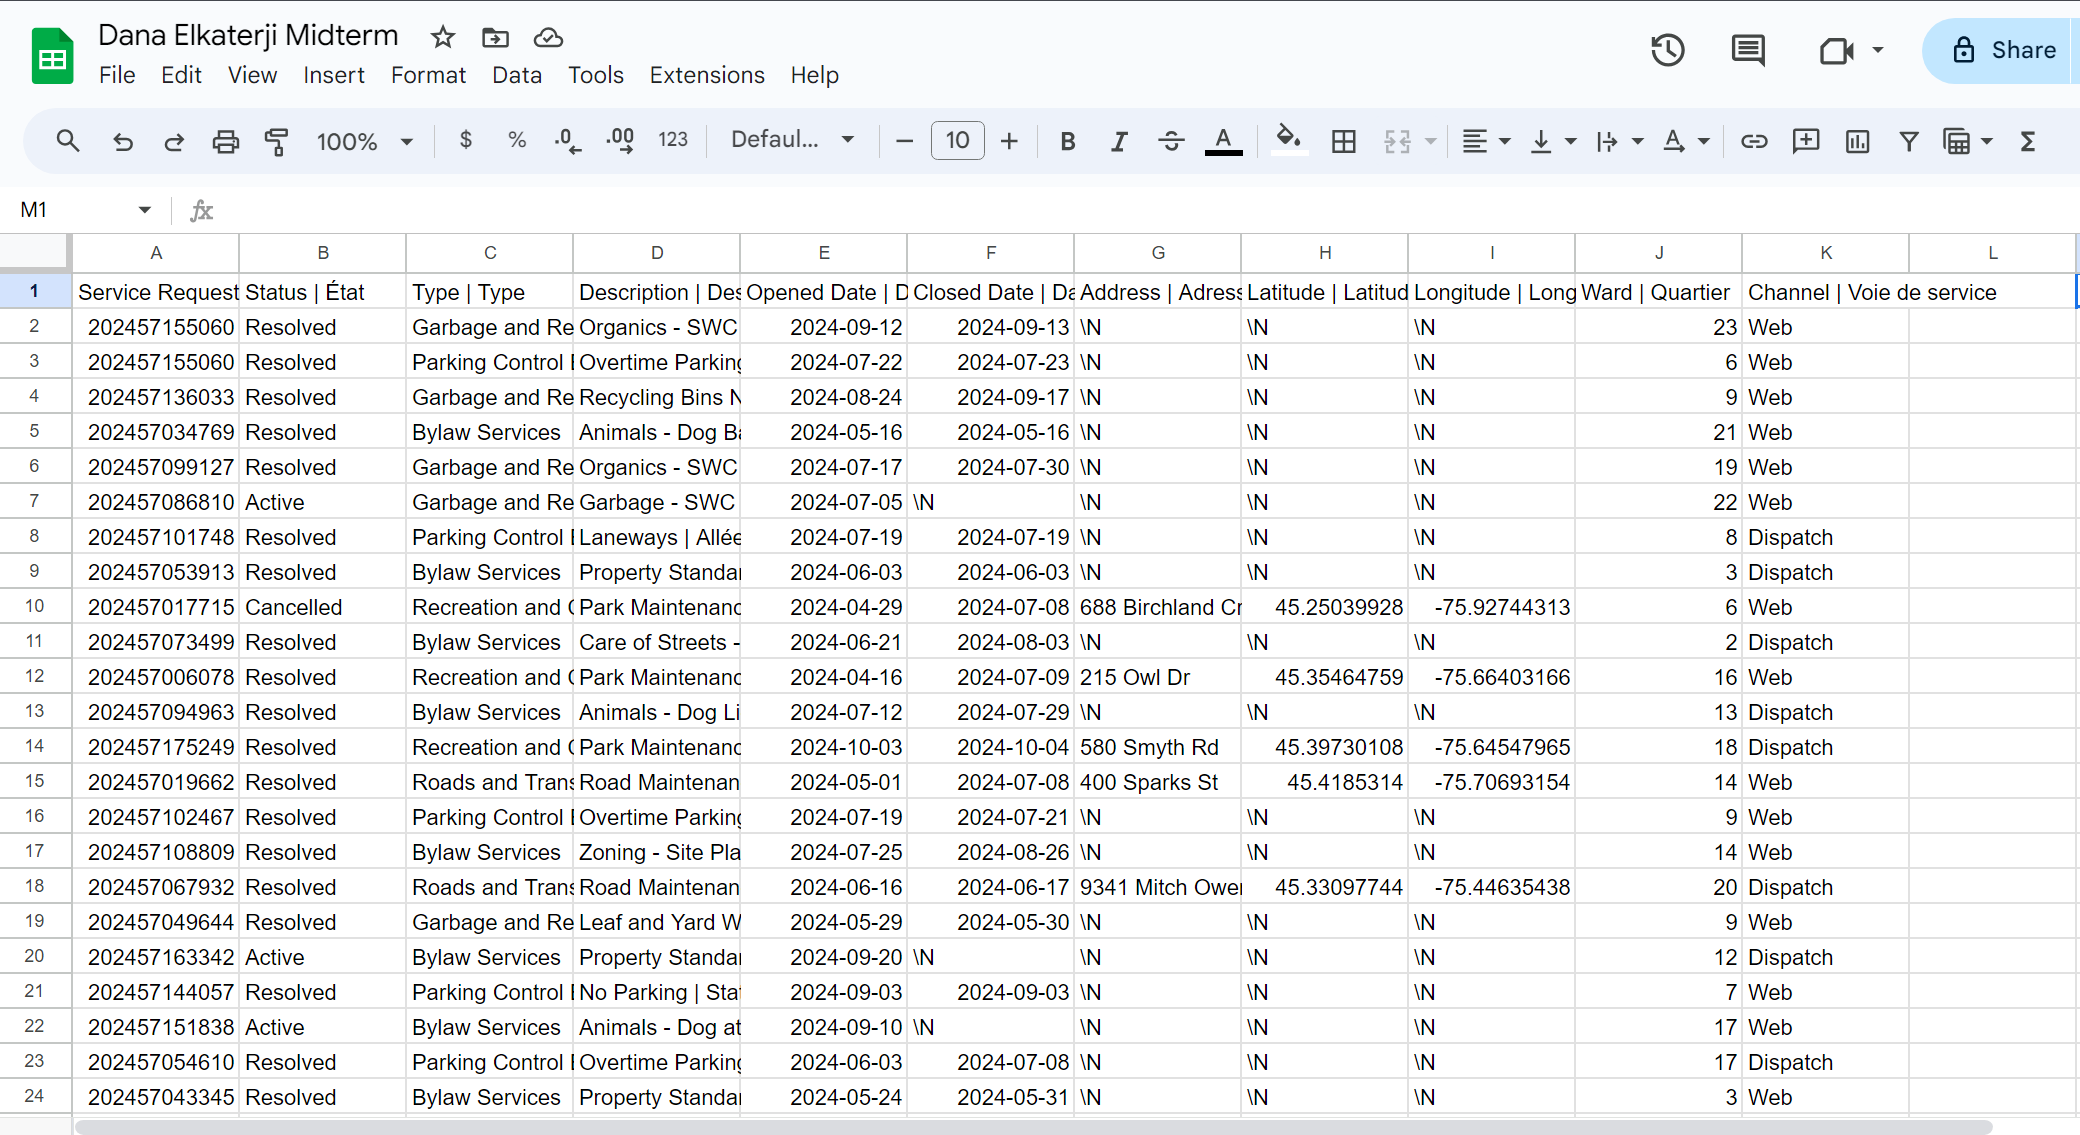 Dana Elkaterji Midterm
File Edit View Insert Format Data Tools Extensions Help
Share
100% $ % .0 .00 123 Defaul... 10 B I S A Σ
M1 fx
A B C D E F G H I J K L
1 Service Request Status | État Type | Type Description | Des Opened Date | D Closed Date | Da Address | Adress Latitude | Latitud Longitude | Long Ward | Quartier Channel | Voie de service
2 202457155060 Resolved Garbage and Re Organics - SWC 2024-09-12 2024-09-13 \N \N \N 23 Web
3 202457155060 Resolved Parking Control Overtime Parking 2024-07-22 2024-07-23 \N \N \N 6 Web
4 202457136033 Resolved Garbage and Re Recycling Bins N 2024-08-24 2024-09-17 \N \N \N 9 Web
5 202457034769 Resolved Bylaw Services Animals - Dog Ba 2024-05-16 2024-05-16 \N \N \N 21 Web
6 202457099127 Resolved Garbage and Re Organics - SWC 2024-07-17 2024-07-30 \N \N \N 19 Web
7 202457086810 Active Garbage and Re Garbage - SWC 2024-07-05 \N \N \N \N 22 Web
8 202457101748 Resolved Parking Control Laneways | Allée 2024-07-19 2024-07-19 \N \N \N 8 Dispatch
9 202457053913 Resolved Bylaw Services Property Standar 2024-06-03 2024-06-03 \N \N \N 3 Dispatch
10 202457017715 Cancelled Recreation and Park Maintenanc 2024-04-29 2024-07-08 688 Birchland Cr 45.25039928 -75.92744313 6 Web
11 202457073499 Resolved Bylaw Services Care of Streets - 2024-06-21 2024-08-03 \N \N \N 2 Dispatch
12 202457006078 Resolved Recreation and Park Maintenanc 2024-04-16 2024-07-09 215 Owl Dr 45.35464759 -75.66403166 16 Web
13 202457094963 Resolved Bylaw Services Animals - Dog Li 2024-07-12 2024-07-29 \N \N \N 13 Dispatch
14 202457175249 Resolved Recreation and Park Maintenanc 2024-10-03 2024-10-04 580 Smyth Rd 45.39730108 -75.64547965 18 Dispatch
15 202457019662 Resolved Roads and Trans Road Maintenan 2024-05-01 2024-07-08 400 Sparks St 45.4185314 -75.70693154 14 Web
16 202457102467 Resolved Parking Control Overtime Parking 2024-07-19 2024-07-21 \N \N \N 9 Web
17 202457108809 Resolved Bylaw Services Zoning - Site Pla 2024-07-25 2024-08-26 \N \N \N 14 Web
18 202457067932 Resolved Roads and Trans Road Maintenan 2024-06-16 2024-06-17 9341 Mitch Ower 45.33097744 -75.44635438 20 Dispatch
19 202457049644 Resolved Garbage and Re Leaf and Yard W 2024-05-29 2024-05-30 \N \N \N 9 Web
20 202457163342 Active Bylaw Services Property Standar 2024-09-20 \N \N \N \N 12 Dispatch
21 202457144057 Resolved Parking Control No Parking | Stat 2024-09-03 2024-09-03 \N \N \N 7 Web
22 202457151838 Active Bylaw Services Animals - Dog at 2024-09-10 \N \N \N \N 17 Web
23 202457054610 Resolved Parking Control Overtime Parking 2024-06-03 2024-07-08 \N \N \N 17 Dispatch
24 202457043345 Resolved Bylaw Services Property Standar 2024-05-24 2024-05-31 \N \N \N 3 Web